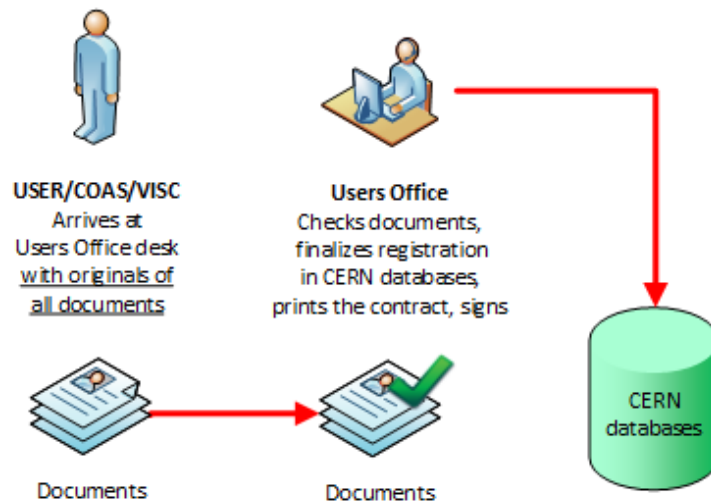 USER/COAS/VISC
Arrives at
Users Office desk
with originals of
all documents
Users Office
Checks documents,
finalizes registration
in CERN databases,
prints the contract, signs
CERN
databases
Documents
Documents